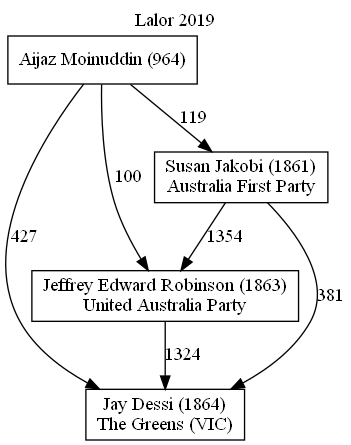 Lalor 2019
Aijaz Moinuddin (964)
119
Susan Jakobi (1861)
Australia First Party
100
427
1354
Jeffrey Edward Robinson (1863)
United Australia Party
381
1324
Jay Dessi (1864)
The Greens (VIC)